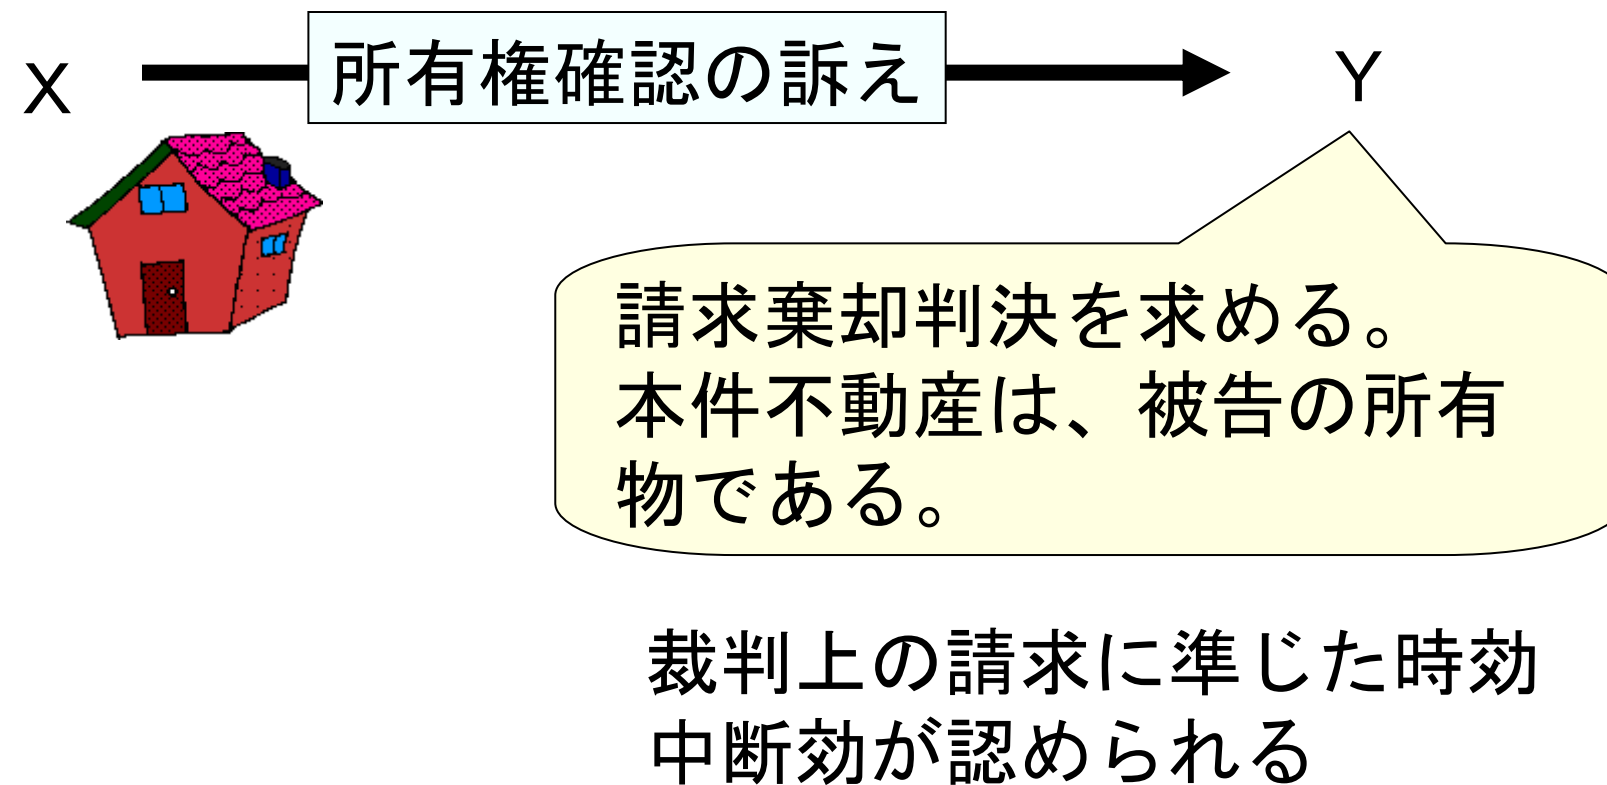 X 所有権確認の訴え Y
請求棄却判決を求める。
本件不動産は、被告の所有
物である。
裁判上の請求に準じた時効
中断効が認められる